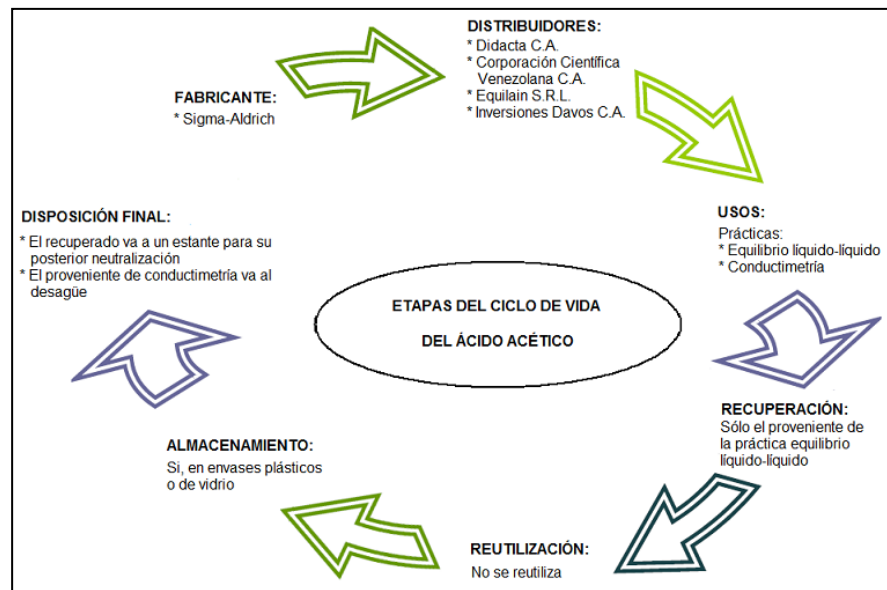 FABRICANTE:
* Sigma-Aldrich
DISTRIBUIDORES:
* Didacta C.A.
* Corporación Científica
Venezolana C.A.
* Equilain S.R.L.
* Inversiones Davos C.A.
USOS:
Prácticas:
* Equilibrio líquido-líquido
* Conductimetría
RECUPERACIÓN:
Sólo el proveniente de
la práctica equilibrio
líquido-líquido
REUTILIZACIÓN:
No se reutiliza
ALMACENAMIENTO:
Si, en envases plásticos
o de vidrio
DISPOSICIÓN FINAL:
* El recuperado va a un estante para su
posterior neutralización
* El proveniente de conductimetría va al
desagüe
ETAPAS DEL CICLO DE VIDA
DEL ÁCIDO ACÉTICO